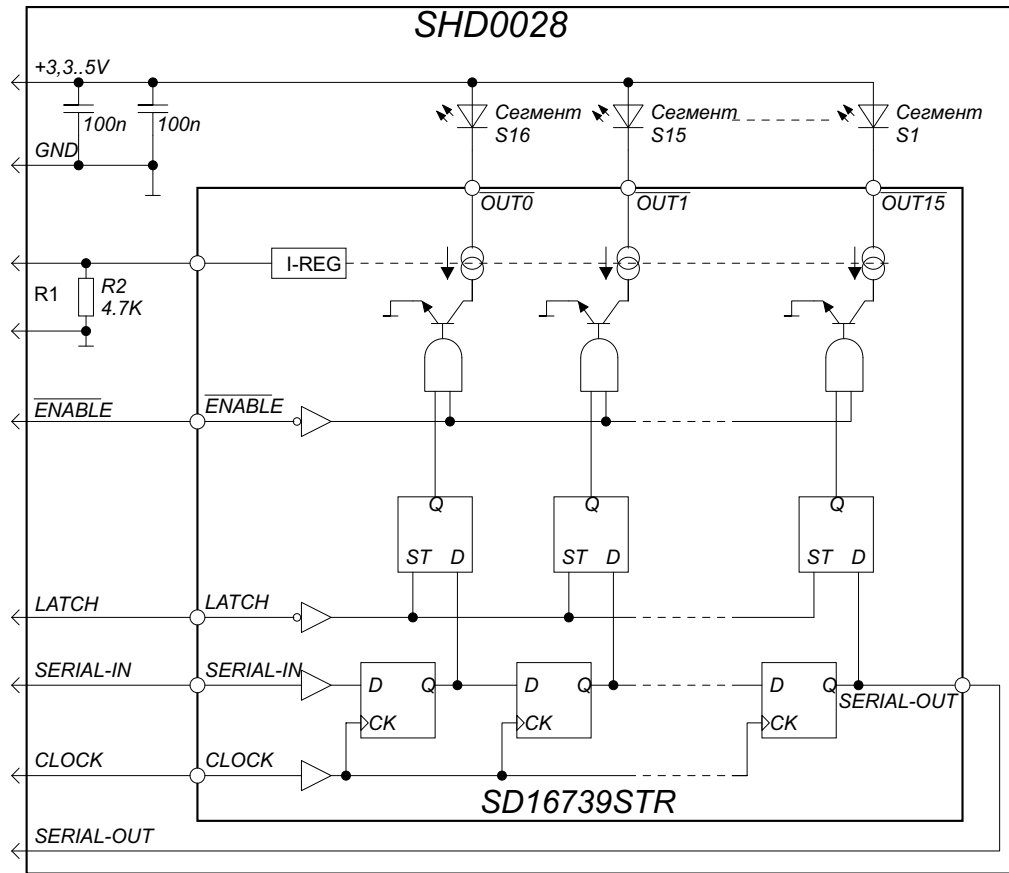 SHD0028
+3,3..5V
100n
100n
Сегмент
S16
Сегмент
S15
Сегмент
S1
GND
OUT0
OUT1
OUT15
I-REG
R1
R2
4.7K
ENABLE
ENABLE
Q
Q
Q
ST D
ST D
ST D
LATCH
LATCH
SERIAL-IN
SERIAL-IN
D Q
D Q
D Q
SERIAL-OUT
CK
CK
CK
CLOCK
CLOCK
SD16739STR
SERIAL-OUT